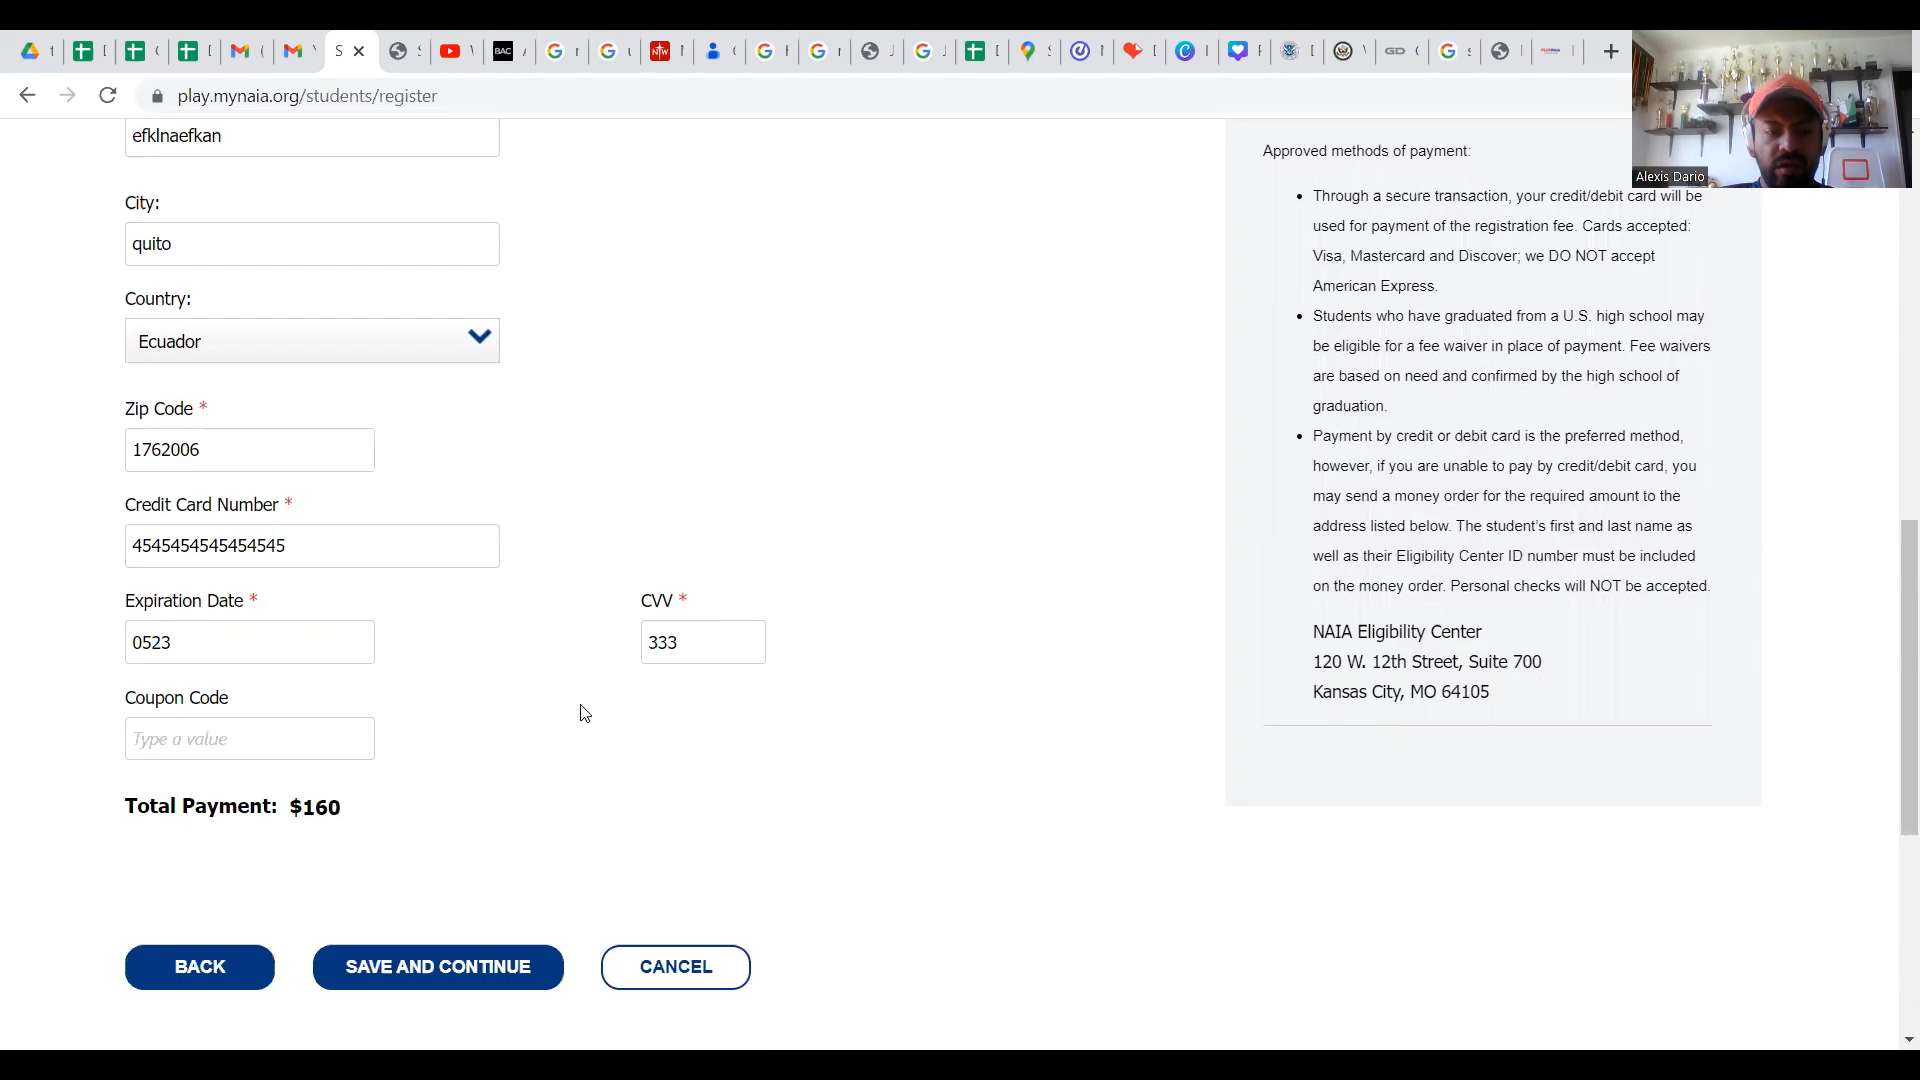 S
BAC
GD
play.mynaia.org/students/register
Alexis Dario
efklnaefkan
City:
quito
Country:
Ecuador
Zip Code *
1762006
Credit Card Number *
4545454545454545
Expiration Date *
0523
CVV *
333
Coupon Code
Type a value
Total Payment: $160
BACK
SAVE AND CONTINUE
CANCEL
Approved methods of payment:
• Through a secure transaction, your credit/debit card will be
used for payment of the registration fee. Cards accepted:
Visa, Mastercard and Discover; we DO NOT accept
American Express.
• Students who have graduated from a U.S. high school may
be eligible for a fee waiver in place of payment. Fee waivers
are based on need and confirmed by the high school of
graduation.
• Payment by credit or debit card is the preferred method,
however, if you are unable to pay by credit/debit card, you
may send a money order for the required amount to the
address listed below. The student's first and last name as
well as their Eligibility Center ID number must be included
on the money order. Personal checks will NOT be accepted.
NAIA Eligibility Center
120 W. 12th Street, Suite 700
Kansas City, MO 64105